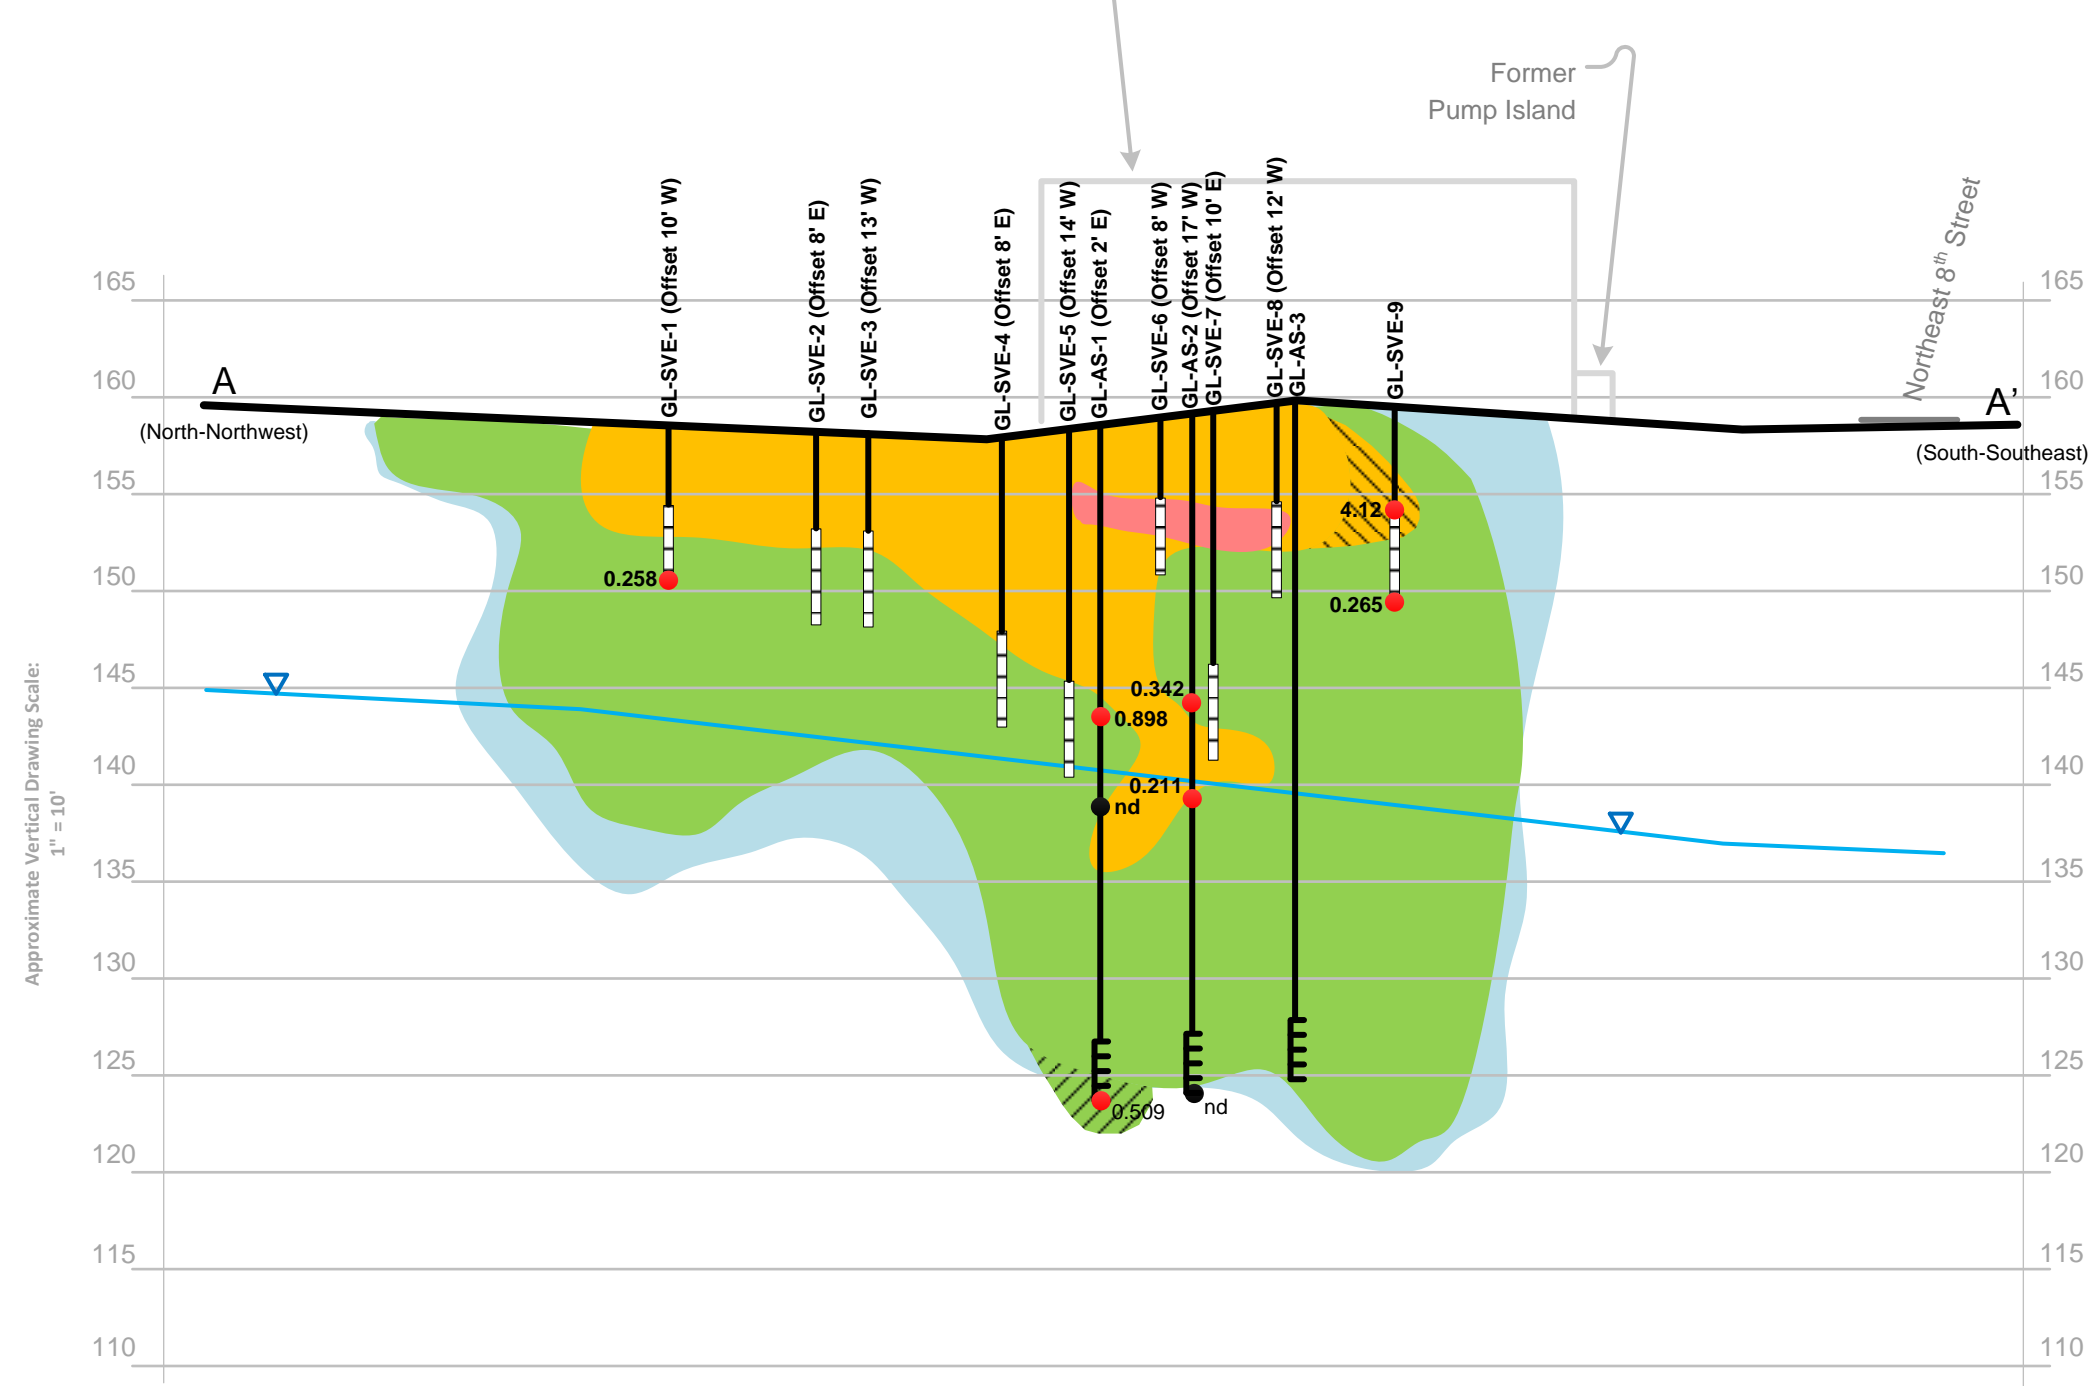 Former
Pump Island
Northeast 8th Street
GL-SVE-1 (Offset 10' W)
GL-SVE-2 (Offset 8' E)
GL-SVE-3 (Offset 13' W)
GL-SVE-4 (Offset 8' E)
GL-SVE-5 (Offset 14' W)
GL-AS-1 (Offset 2' E)
GL-SVE-6 (Offset 8' W)
GL-AS-2 (Offset 17' W)
GL-SVE-7 (Offset 10' E)
GL-SVE-8 (Offset 12' W)
GL-AS-3
GL-SVE-9
165 165
160 160
A A'
(North-Northwest)
(South-Southeast)
155 155
4.12
150 150
0.258
0.265
145 145
0.342
0.898
140 140
0.211
nd
135 135
130 130
125 125
0.509
nd
120 120
115 115
110 110
Approximate Vertical Drawing Scale:
1" = 10'